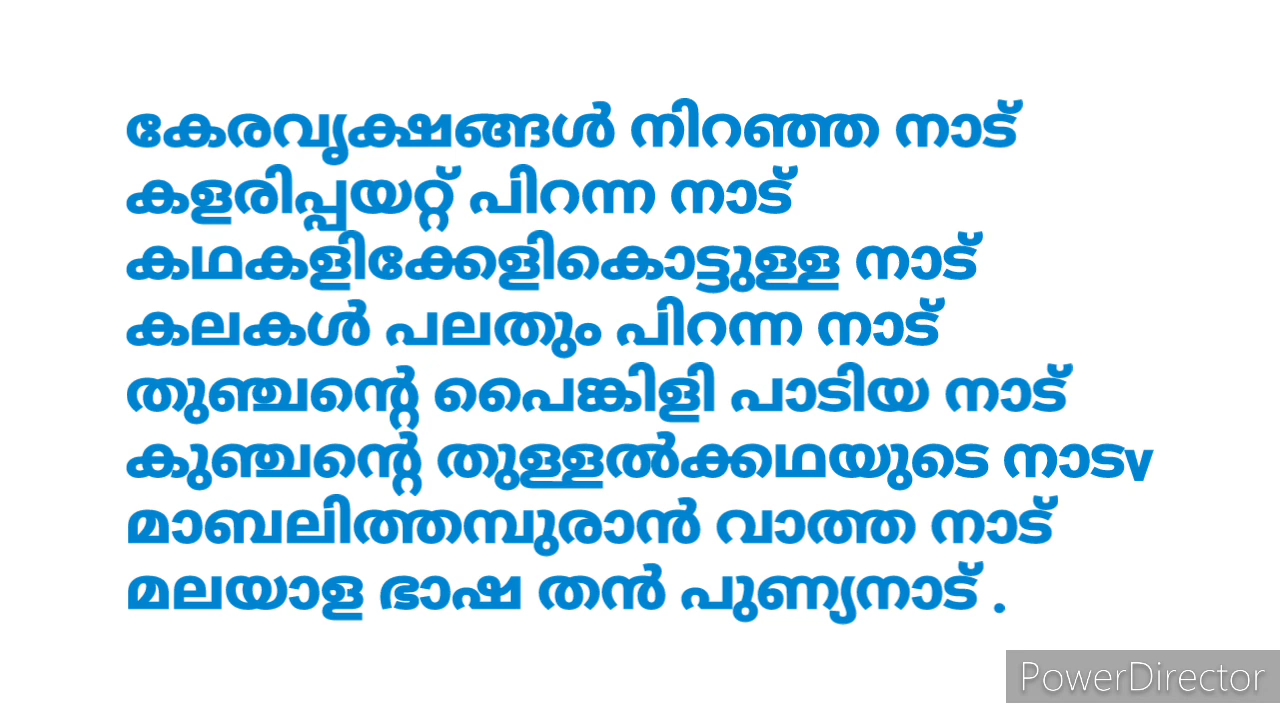 കേരവൃക്ഷങ്ങൾ നിറഞ്ഞ നാട്
കളരിപ്പയറ്റ് പിറന്ന നാട്
കഥകളിക്കേളികൊട്ടുള്ള നാട്
കലകൾ പലതും പിറന്ന നാട്
തുഞ്ചന്റെ പൈങ്കിളി പാടിയ നാട്
കുഞ്ചന്റെ തുള്ളൽക്കഥയുടെ നാടv
മാബലിത്തമ്പുരാൻ വാത്ത നാട്
മലയാള ഭാഷ തൻ പുണ്യനാട് .
PowerDirector